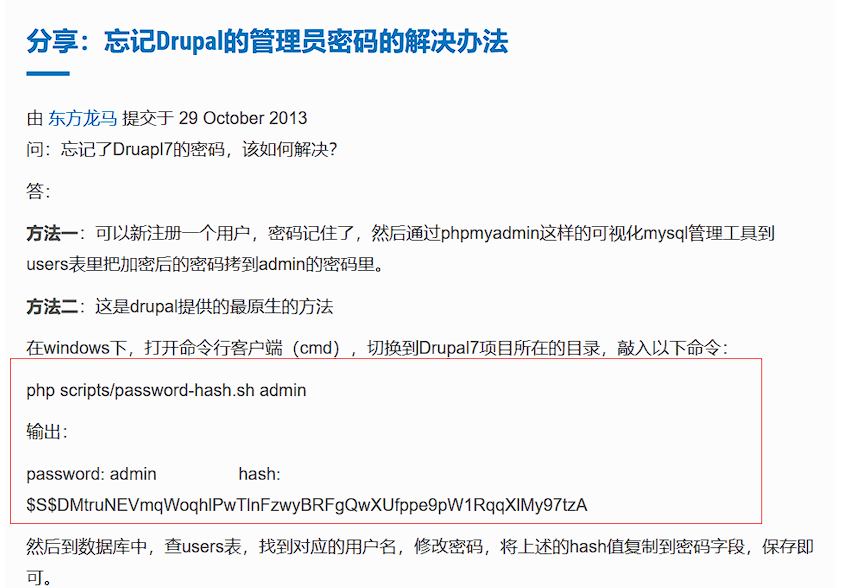 分享：忘记Drupal的管理员密码的解决办法
由 东方龙马 提交于 29 October 2013
问：忘记了Druapl7的密码，该如何解决？
答：
方法一：可以新注册一个用户，密码记住了，然后通过phpmyadmin这样的可视化mysql管理工具到
users表里把加密后的密码拷到admin的密码里。
方法二：这是drupal提供的最原生的方法
在windows下，打开命令行客户端（cmd），切换到Drupal7项目所在的目录，敲入以下命令：
php scripts/password-hash.sh admin
输出：
password: admin hash:
$S$DMtruNEVmqWoqhlPwTlnFzwyBRFgQwXUfppe9pW1RqqXlMy97tzA
然后到数据库中，查users表，找到对应的用户名，修改密码，将上述的hash值复制到密码字段，保存即
可。